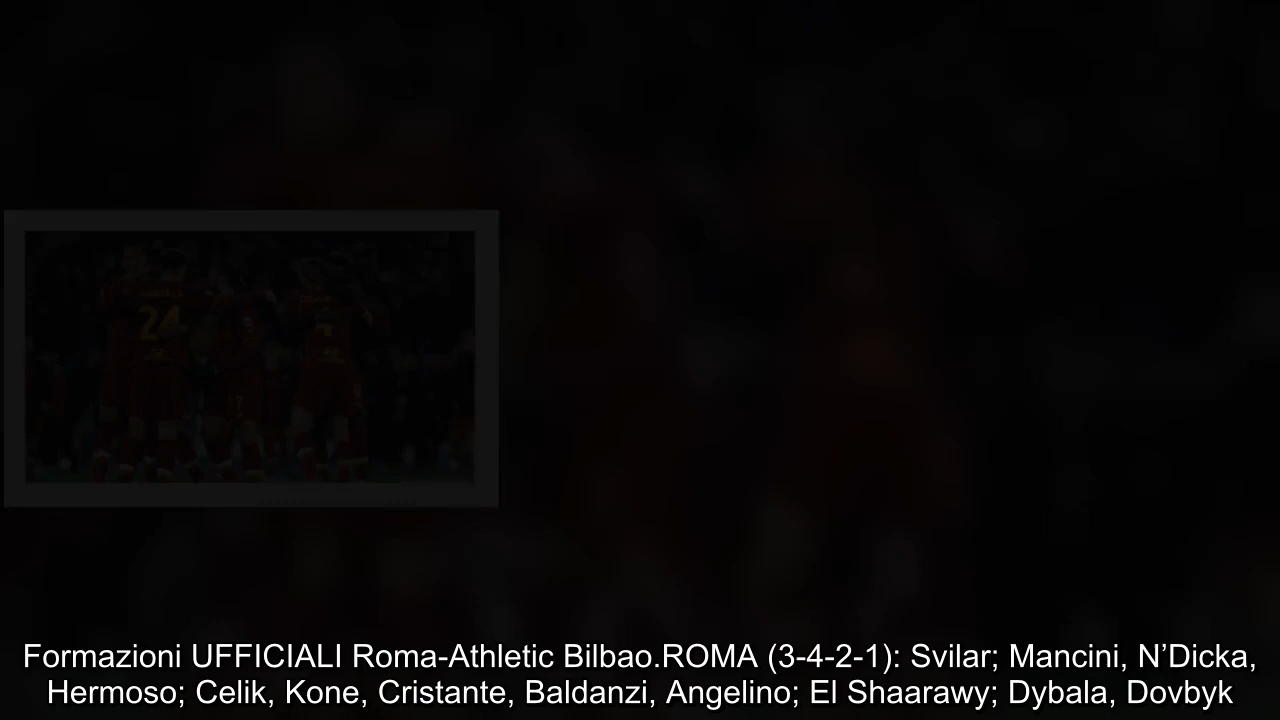 24
Formazioni UFFICIALI Roma-Athletic Bilbao.ROMA (3-4-2-1): Svilar; Mancini, N’Dicka,
Hermoso; Celik, Kone, Cristante, Baldanzi, Angelino; El Shaarawy; Dybala, Dovbyk